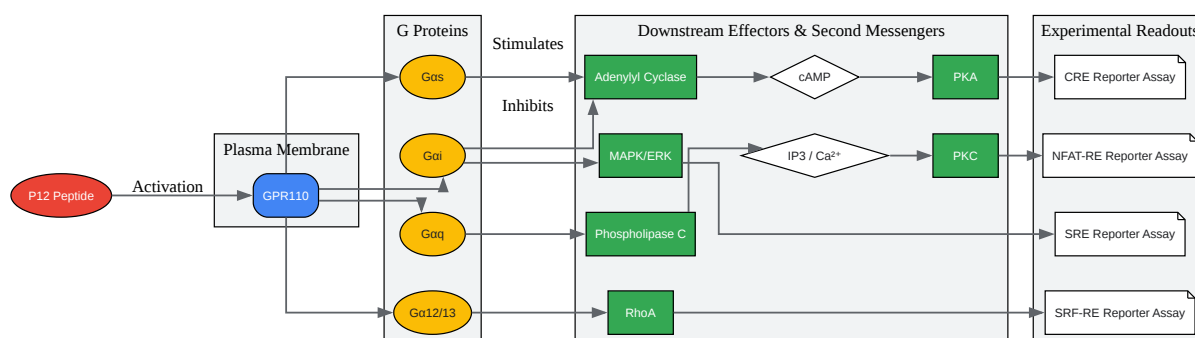 G Proteins
Downstream Effectors & Second Messengers
Experimental Readouts
Stimulates
Gαs
Adenylyl Cyclase
cAMP
PKA
CRE Reporter Assay
Inhibits
Plasma Membrane
Gαi
MAPK/ERK
IP3 / Ca²⁺
PKC
NFAT-RE Reporter Assay
P12 Peptide
Activation
GPR110
Gαq
Phospholipase C
SRE Reporter Assay
Gα12/13
RhoA
SRF-RE Reporter Assay